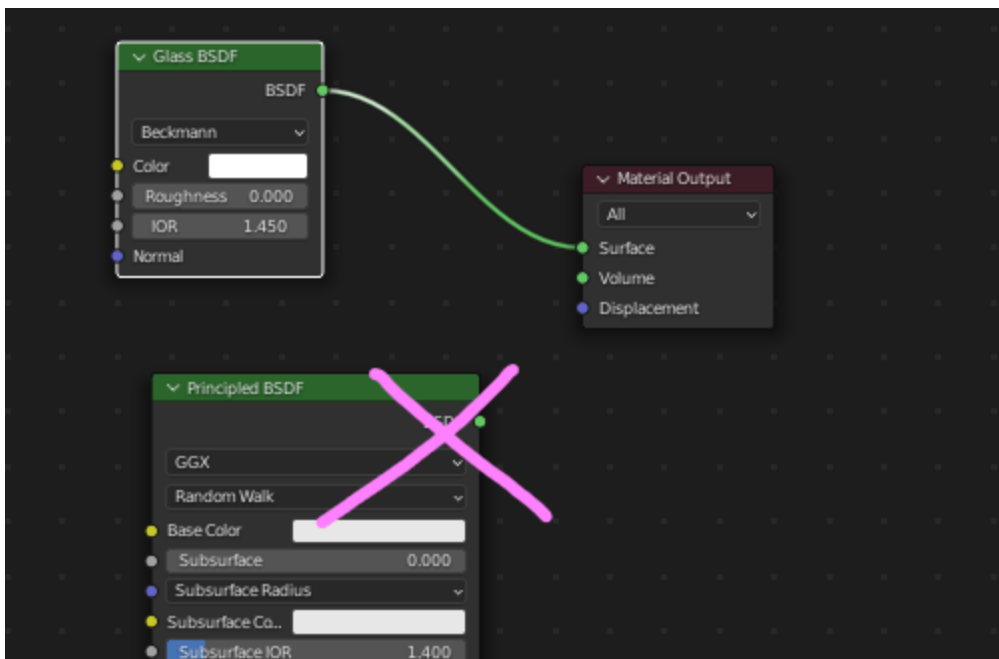 Glass BSDF
BSDF
Beckmann
Color
Roughness 0.000
IOR 1.450
Normal
Material Output
All
Surface
Volume
Displacement
Principled BSDF
GGX
Random Walk
Base Color
Subsurface 0.000
Subsurface Radius
Subsurface Co...
Subsurface IOR 1.400